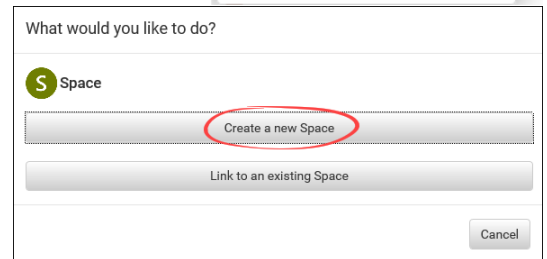 What would you like to do?
S Space
Create a new Space
Link to an existing Space
Cancel